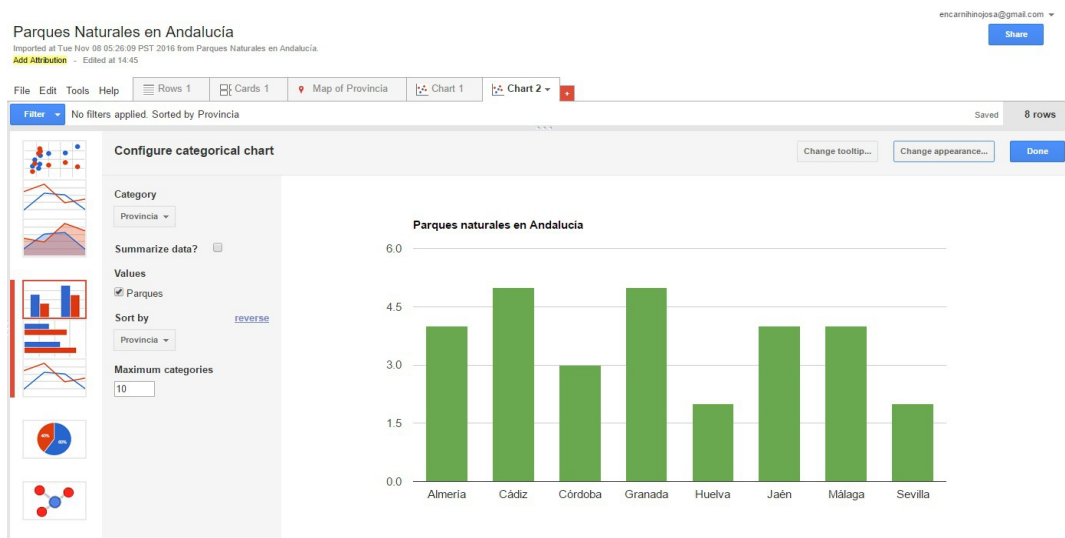 encarnihinojosa@gmail.com
Parques Naturales en Andalucía
Share
Imported at Tue Nov 08 05:26:09 PST 2016 from Parques Naturales en Andalucía.
Add Attribution - Edited at 14:45
File Edit Tools Help Rows 1 Cards 1 Map of Provincia Chart 1 Chart 2 +
Filter No filters applied. Sorted by Provincia Saved 8 rows
Configure categorical chart Change tooltip... Change appearance... Done
Category
Provincia
Summarize data?
Values
Parques
Sort by reverse
Provincia
Maximum categories
10
40% 60%
Parques naturales en Andalucia
6.0
4.5
3.0
1.5
0.0
Almería Cádiz Córdoba Granada Huelva Jaén Málaga Sevilla